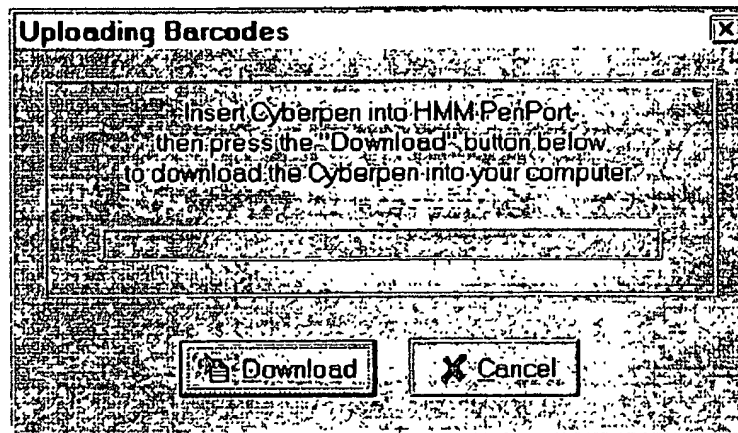 Uploading Barcodes
Insert Cyberpen into HMM PenPort
then press the "Download" button below
to download the Cyberpen into your computer.
Download
Cancel